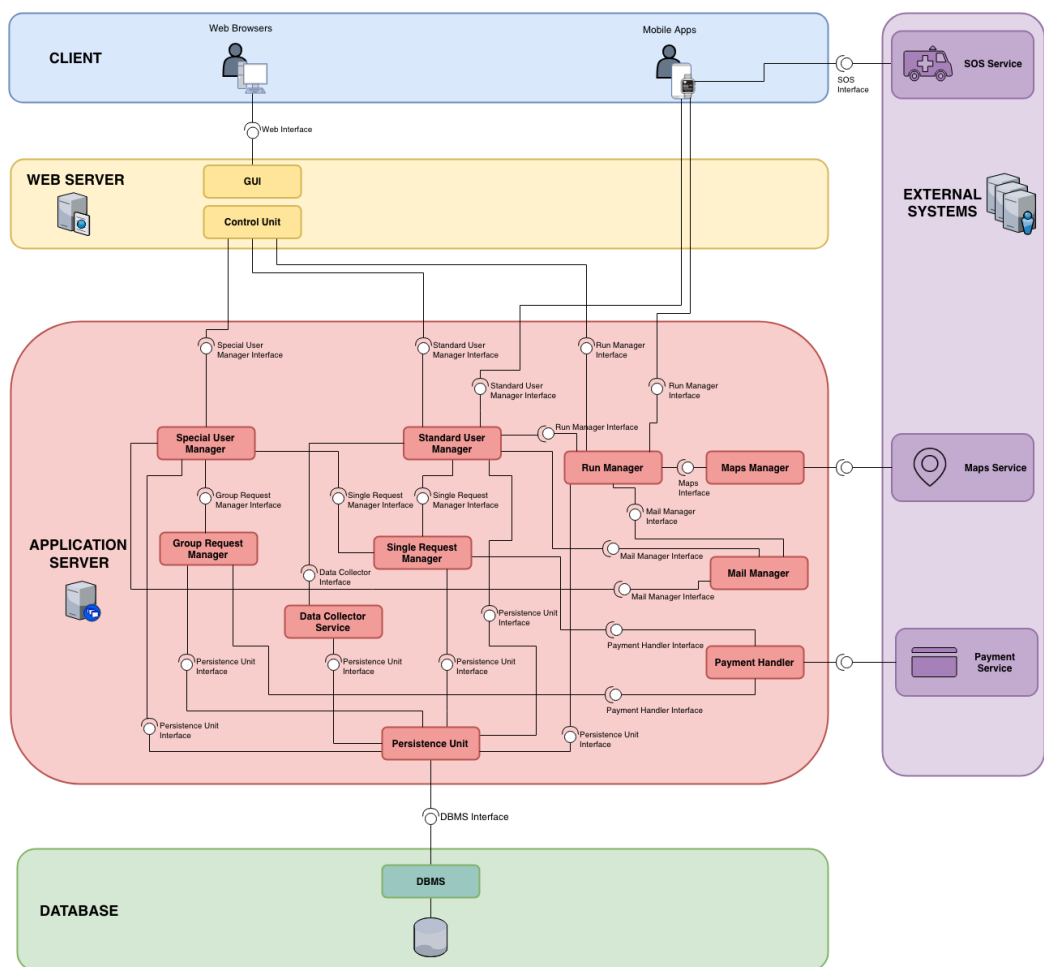 Web Browsers
Mobile Apps
CLIENT
SOS Service
SOS
Interface
Web Interface
WEB SERVER
GUI
Control Unit
EXTERNAL
SYSTEMS
Special User
Manager Interface
Standard User
Manager Interface
Run Manager
Interface
Standard User
Manager Interface
Run Manager
Interface
Run Manager Interface
Special User
Manager
Standard User
Manager
Run Manager
Maps Manager
Maps Service
Maps
Interface
Group Request
Manager Interface
Single Request
Manager Interface
Single Request
Manager Interface
Mail Manager
Interface
APPLICATION
SERVER
Group Request
Manager
Single Request
Manager
Mail Manager Interface
Mail Manager
Data Collector
Interface
Mail Manager Interface
Data Collector
Service
Persistence Unit
Interface
Payment Handler Interface
Persistence Unit
Interface
Persistence Unit
Interface
Persistence Unit
Interface
Payment Handler
Payment
Service
Payment Handler Interface
Persistence Unit
Interface
Persistence Unit
Persistence Unit
Interface
DBMS Interface
DBMS
DATABASE